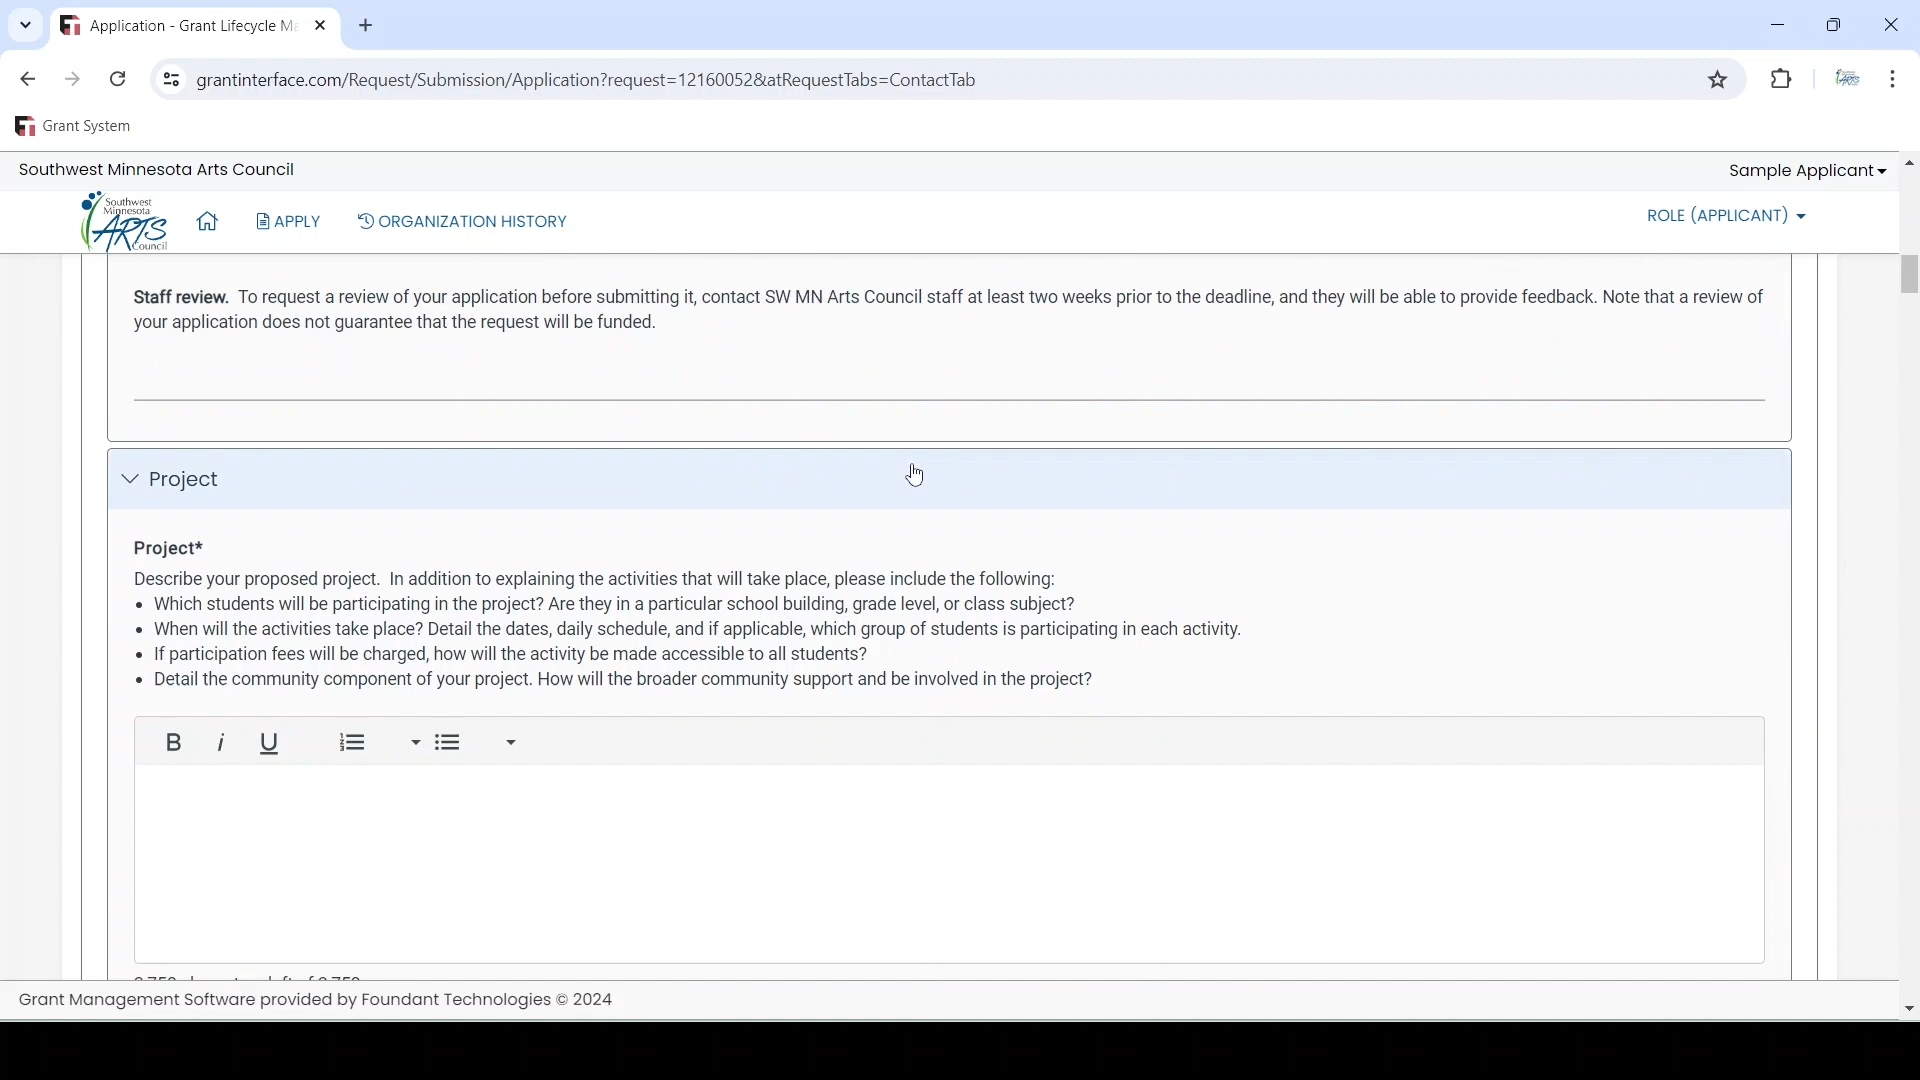 Application - Grant Lifecycle Ma
grantinterface.com/Request/Submission/Application?request=12160052&atRequestTabs=ContactTab
Grant System
Southwest Minnesota Arts Council
Sample Applicant
Southwest
Minnesota
ARTS
Council
APPLY
ORGANIZATION HISTORY
ROLE (APPLICANT)
Staff review. To request a review of your application before submitting it, contact SW MN Arts Council staff at least two weeks prior to the deadline, and they will be able to provide feedback. Note that a review of
your application does not guarantee that the request will be funded.
Project
Project*
Describe your proposed project. In addition to explaining the activities that will take place, please include the following:
• Which students will be participating in the project? Are they in a particular school building, grade level, or class subject?
• When will the activities take place? Detail the dates, daily schedule, and if applicable, which group of students is participating in each activity.
• If participation fees will be charged, how will the activity be made accessible to all students?
• Detail the community component of your project. How will the broader community support and be involved in the project?
B i U
Grant Management Software provided by Foundant Technologies © 2024